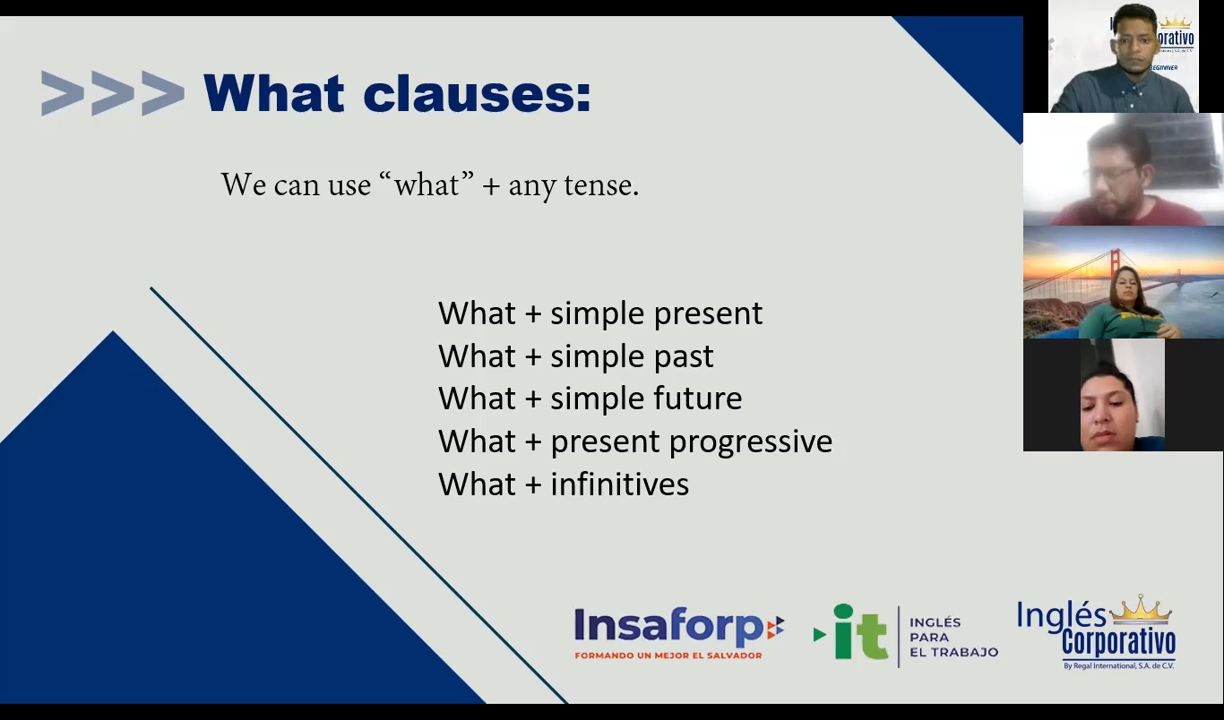 >>> What clauses:
We can use “what” + any tense.
What + simple present
What + simple past
What + simple future
What + present progressive
What + infinitives
Insaforp
FORMANDO UN MEJOR EL SALVADOR
it
INGLÉS
PARA
EL TRABAJO
Inglés
Corporativo
By Regal International, S.A. de C.V.
orativo
BEGINNER